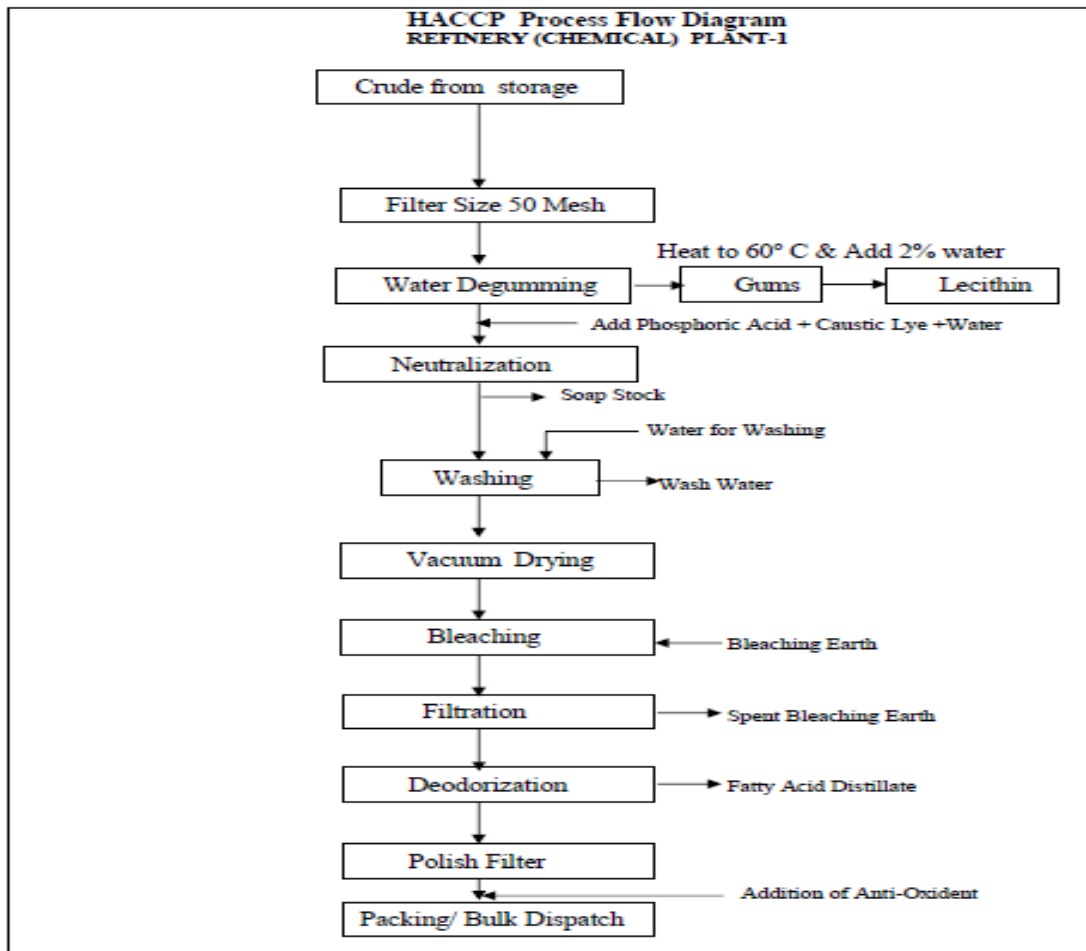 HACCP Process Flow Diagram
REFINERY (CHEMICAL) PLANT-1
Crude from storage
Filter Size 50 Mesh
Heat to 60° C & Add 2% water
Water Degumming
Gums
Lecithin
Add Phosphoric Acid + Caustic Lye +Water
Neutralization
Soap Stock
Water for Washing
Washing
Wash Water
Vacuum Drying
Bleaching
Bleaching Earth
Filtration
Spent Bleaching Earth
Deodorization
Fatty Acid Distillate
Polish Filter
Addition of Anti-Oxident
Packing/ Bulk Dispatch